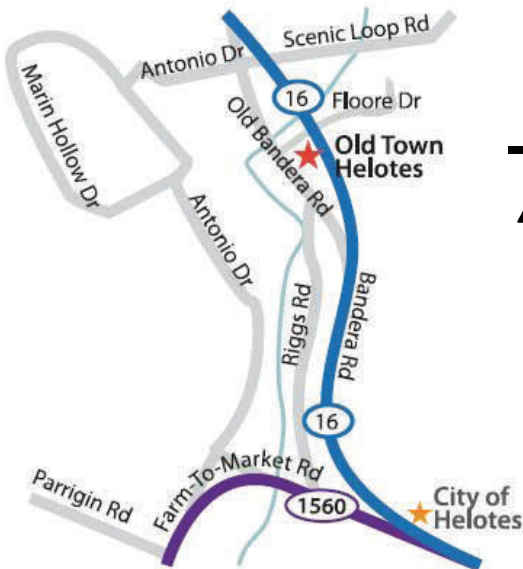 Scenic Loop Rd
Antonio Dr
Marin Hollow Dr
16
Floore Dr
Old Bandera Rd
Old Town
Helotes
Antonio Dr
Riggs Rd
Bandera Rd
16
Farm-To-Market Rd
Parrigin Rd
1560
City of
Helotes